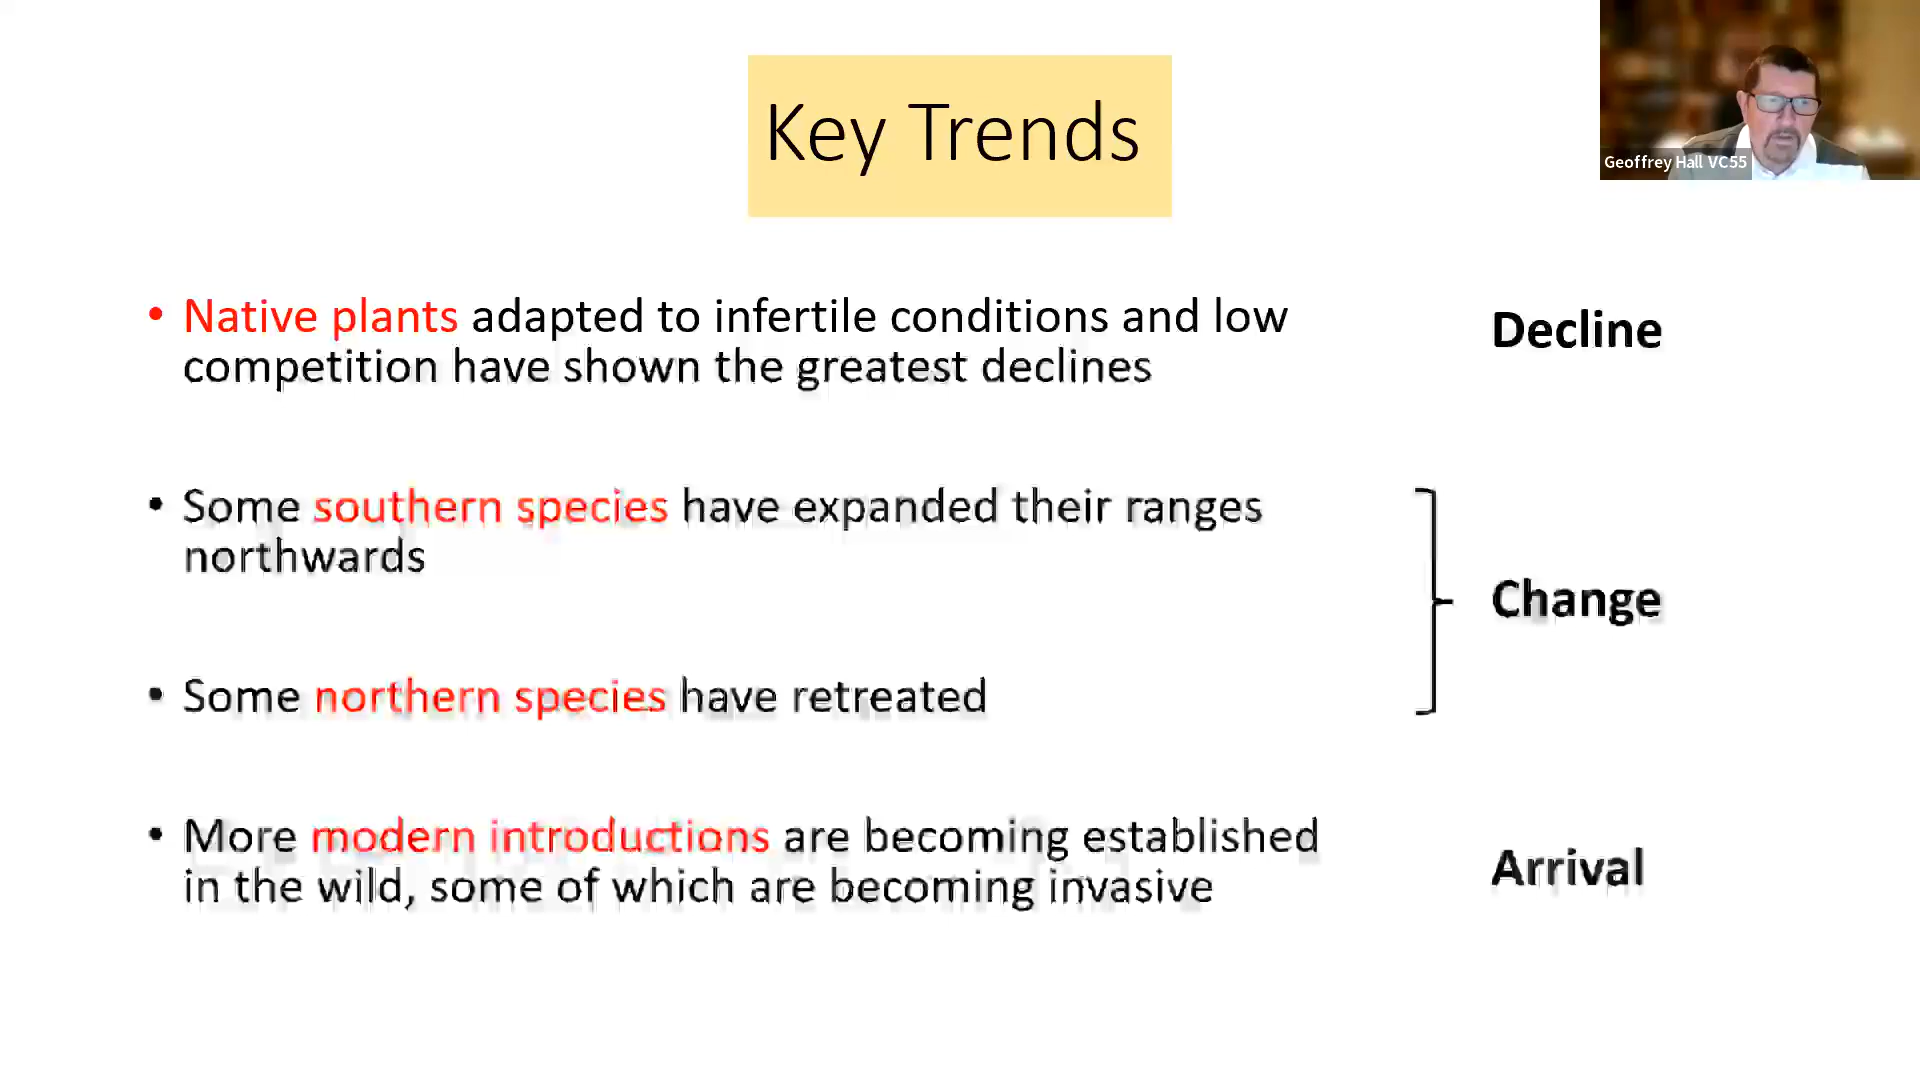 Key Trends
Geoffrey Hall VC55
• Native plants adapted to infertile conditions and low
competition have shown the greatest declines
Decline
• Some southern species have expanded their ranges
northwards
• Some northern species have retreated
Change
• More modern introductions are becoming established
in the wild, some of which are becoming invasive
Arrival